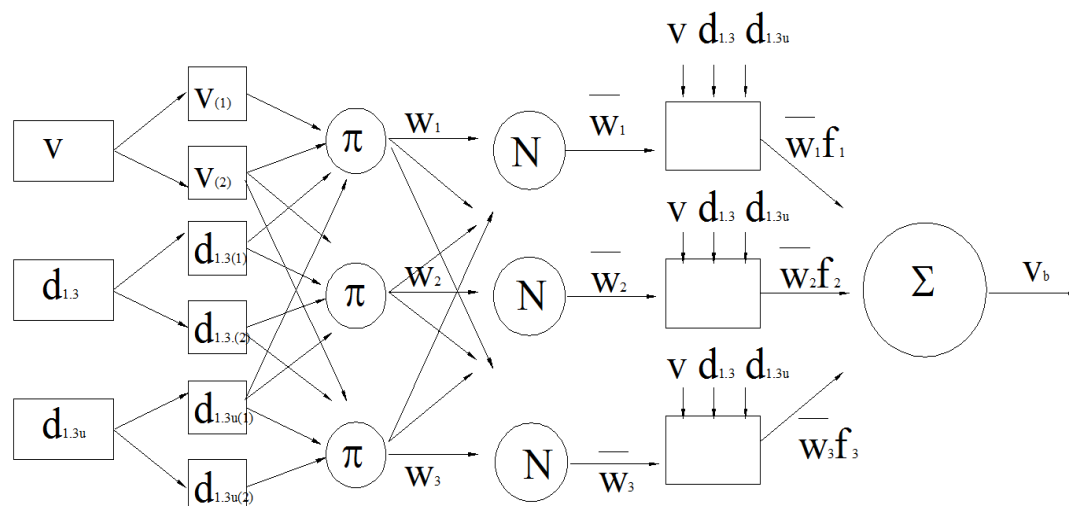 v d1.3 d1.3u
v(1)
w1
w̅1
v
π
N
w̅1f1
v(2)
v d1.3 d1.3u
d1.3(1)
w2
w̅2
w̅2f2
vb
d1.3
π
N
Σ
d1.3.(2)
v d1.3 d1.3u
d1.3u(1)
d1.3u
w̅3f3
π
N
w3
w̅3
d1.3u(2)